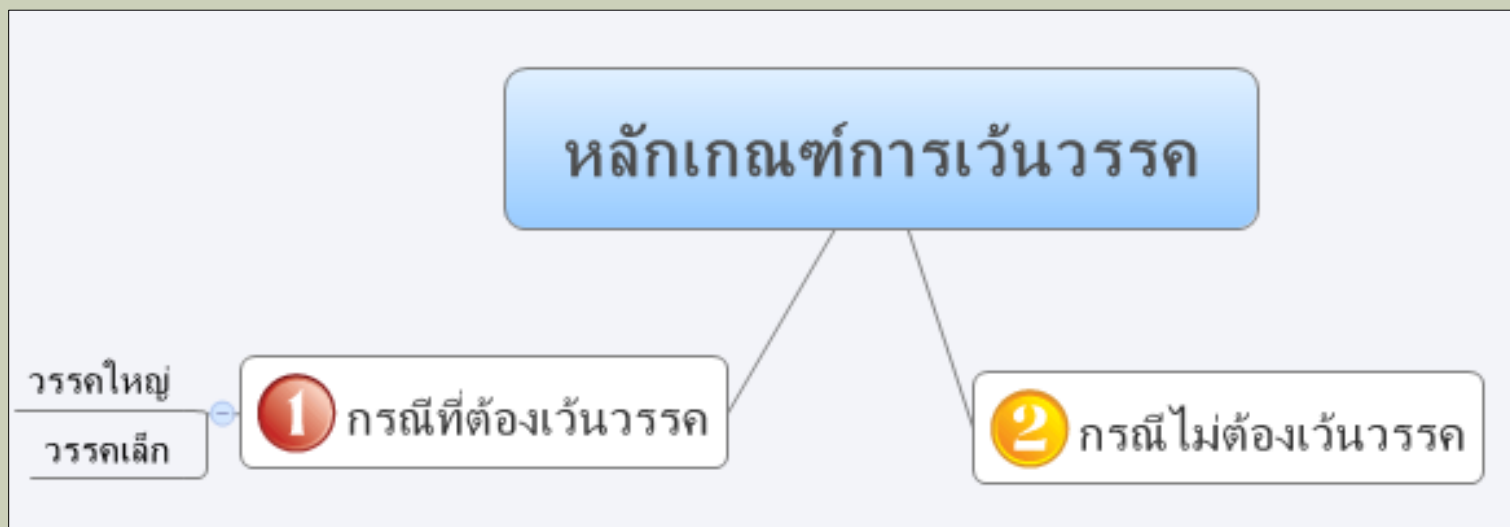 หลักเกณฑ์การเว้นวรรค
วรรคใหญ่
วรรคเล็ก
1 กรณีที่ต้องเว้นวรรค
2 กรณีไม่ต้องเว้นวรรค